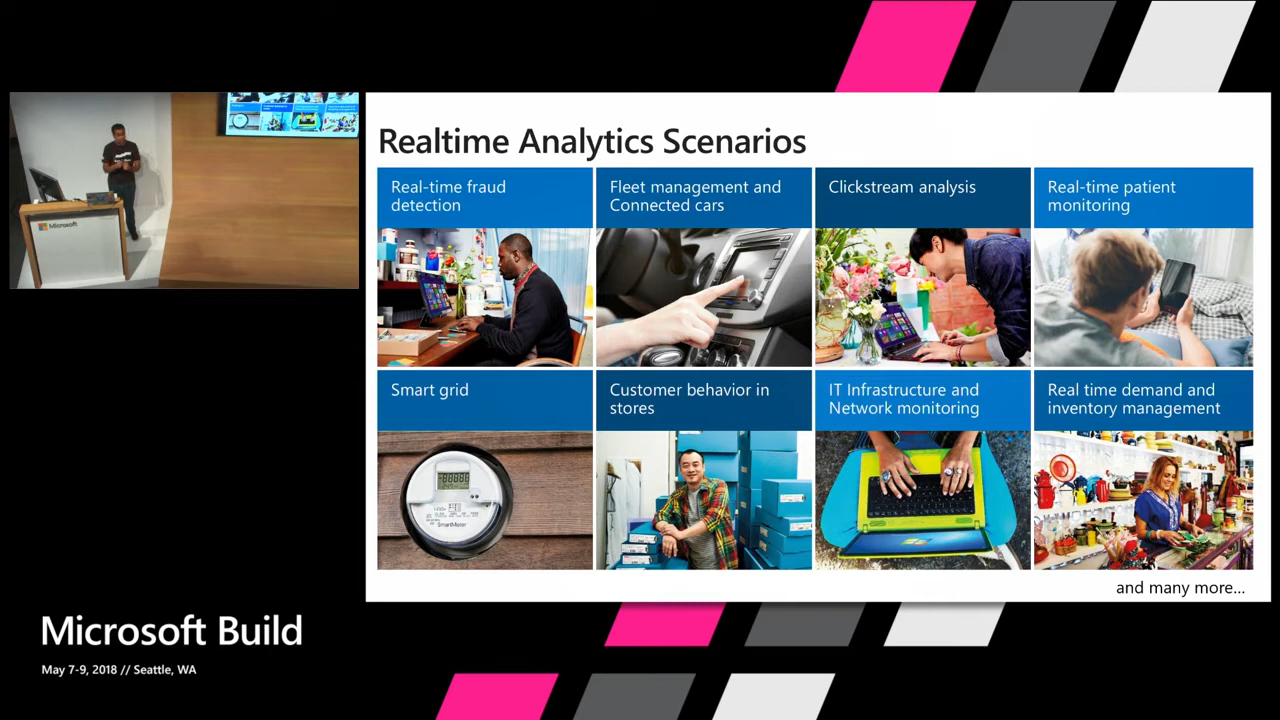 Realtime Analytics Scenarios
Real-time fraud
detection
Fleet management and
Connected cars
Clickstream analysis
Real-time patient
monitoring
Smart grid
Customer behavior in
stores
IT Infrastructure and
Network monitoring
Real time demand and
inventory management
SmartMeter
and many more...
Microsoft
Microsoft Build
May 7-9, 2018 // Seattle, WA